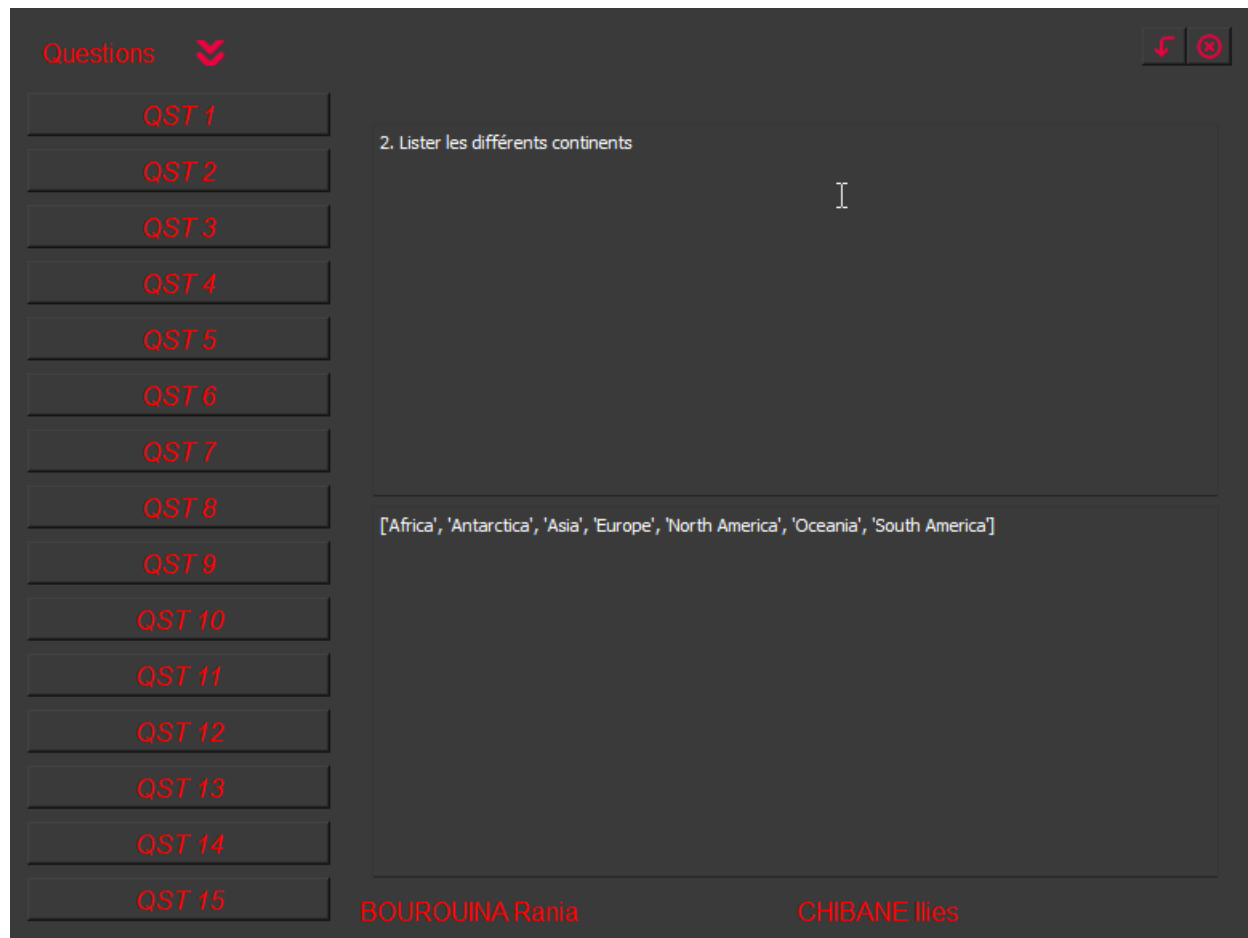 Questions
QST 1
QST 2
QST 3
QST 4
QST 5
QST 6
QST 7
QST 8
QST 9
QST 10
QST 11
QST 12
QST 13
QST 14
QST 15
2. Lister les différents continents
['Africa', 'Antarctica', 'Asia', 'Europe', 'North America', 'Oceania', 'South America']
BOUROUINA Rania
CHIBANE Ilies